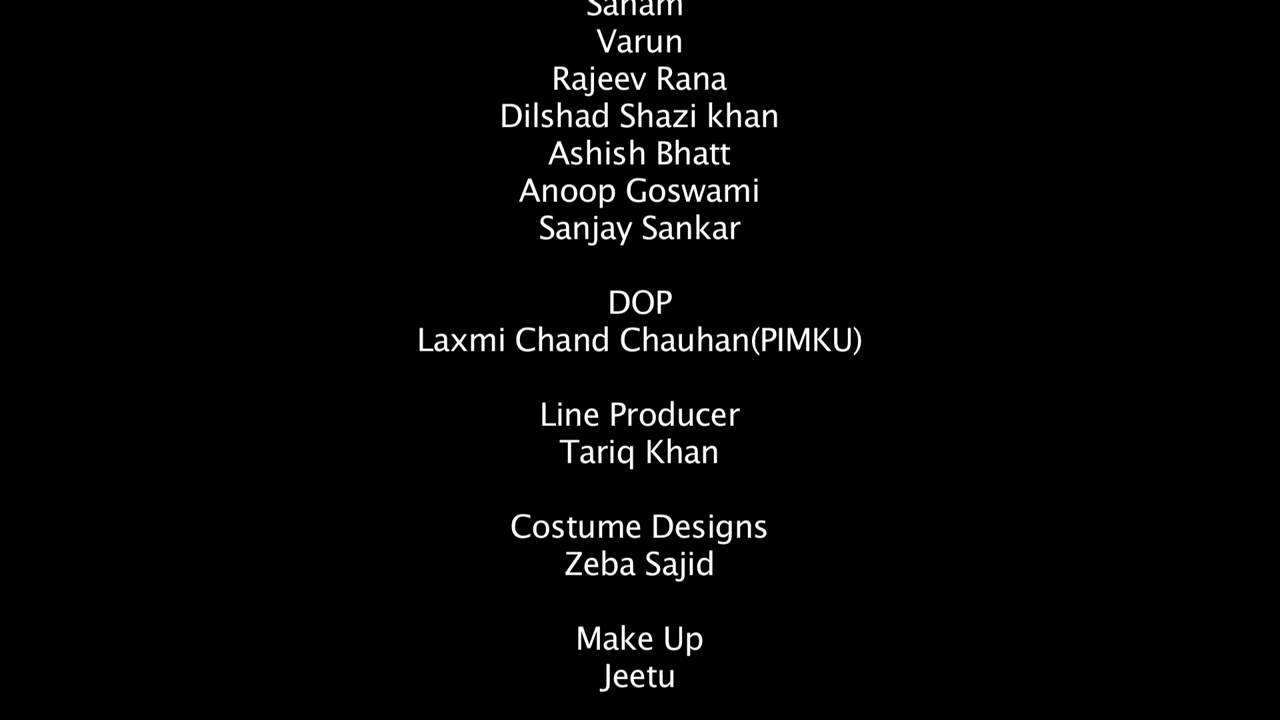 Varun
Rajeev Rana
Dilshad Shazi khan
Ashish Bhatt
Anoop Goswami
Sanjay Sankar
DOP
Laxmi Chand Chauhan(PIMKU)
Line Producer
Tariq Khan
Costume Designs
Zeba Sajid
Make Up
Jeetu